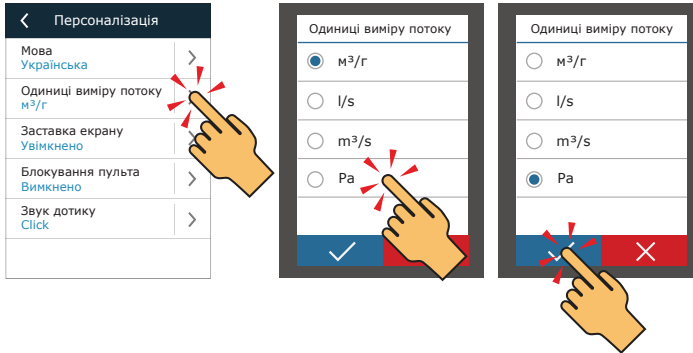 Персоналізація
Мова
Українська
Одиниці виміру потоку
м³/г
Заставка екрану
Увімкнено
Блокування пульта
Вимкнено
Звук дотику
Click
Одиниці виміру потоку
м³/г
l/s
m³/s
Pa
Одиниці виміру потоку
м³/г
l/s
m³/s
Pa